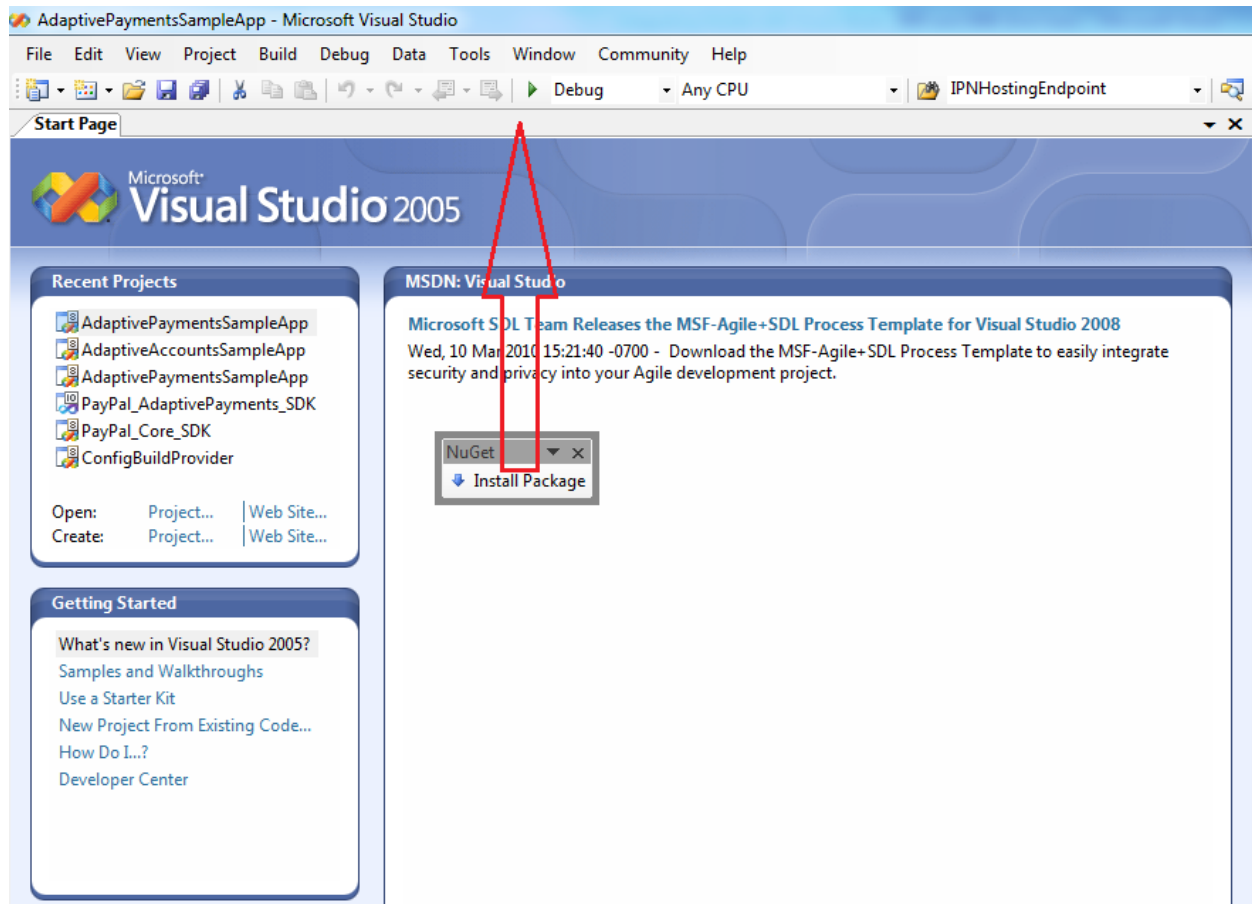 AdaptivePaymentsSampleApp - Microsoft Visual Studio
File Edit View Project Build Debug Data Tools Window Community Help
Debug Any CPU IPNHostingEndpoint
Start Page
Microsoft
Visual Studio 2005
Recent Projects
AdaptivePaymentsSampleApp
AdaptiveAccountsSampleApp
AdaptivePaymentsSampleApp
PayPal_AdaptivePayments_SDK
PayPal_Core_SDK
ConfigBuildProvider
Open: Project... Web Site...
Create: Project... Web Site...
Getting Started
What's new in Visual Studio 2005?
Samples and Walkthroughs
Use a Starter Kit
New Project From Existing Code...
How Do I...?
Developer Center
MSDN: Visual Studio
Microsoft SDL Team Releases the MSF-Agile+SDL Process Template for Visual Studio 2008
Wed, 10 Mar 2010 15:21:40 -0700 - Download the MSF-Agile+SDL Process Template to easily integrate
security and privacy into your Agile development project.
NuGet
Install Package